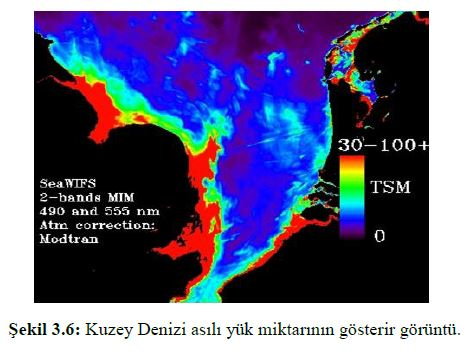 30-100+
TSM
0
SeaWIFS
2-bands MIM
490 and 555 nm
Atm correction:
Modtran
Şekil 3.6: Kuzey Denizi asılı yük miktarının gösterir görüntü.